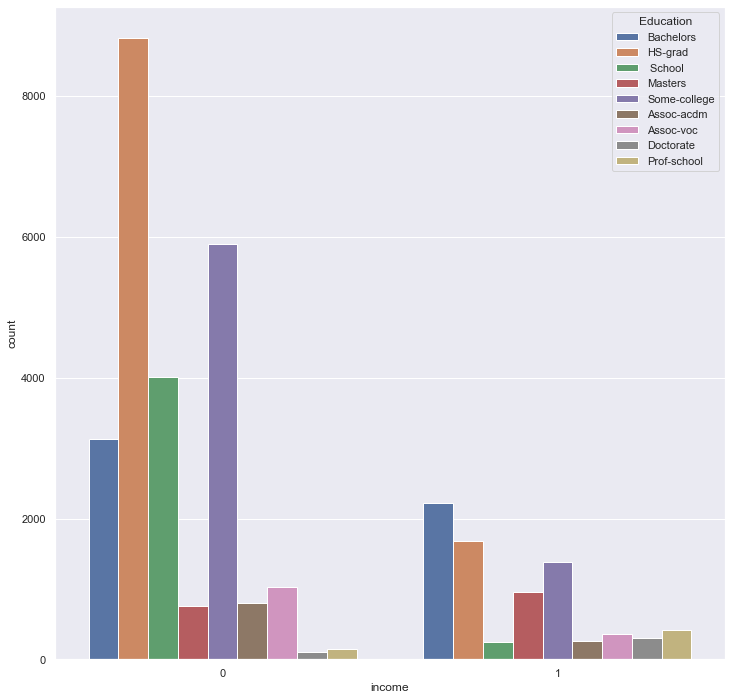 Education
Bachelors
HS-grad
School
Masters
Some-college
Assoc-acdm
Assoc-voc
Doctorate
Prof-school
8000
6000
4000
2000
0
count
0 1
income